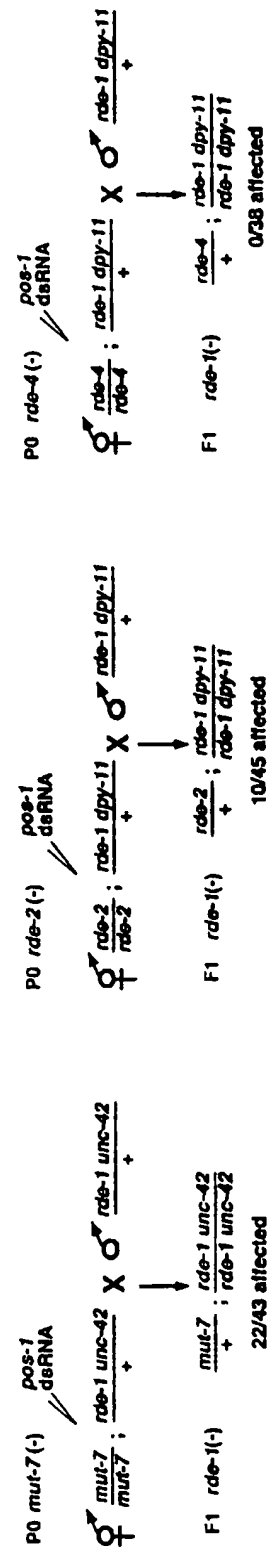 P0 mut-7 (-)
pos-1
dsRNA
mut-7
mut-7
;
rde-1 unc-42
+
X
rde-1 unc-42
+
F1 rde-1(-)
mut-7
+
;
rde-1 unc-42
rde-1 unc-42
22/43 affected
P0 rde-2 (-)
pos-1
dsRNA
rde-2
rde-2
;
rde-1 dpy-11
+
X
rde-1 dpy-11
+
F1 rde-1(-)
rde-2
+
;
rde-1 dpy-11
rde-1 dpy-11
10/45 affected
P0 rde-4 (-)
pos-1
dsRNA
rde-4
rde-4
;
rde-1 dpy-11
+
X
rde-1 dpy-11
+
F1 rde-1(-)
rde-4
+
;
rde-1 dpy-11
rde-1 dpy-11
0/38 affected